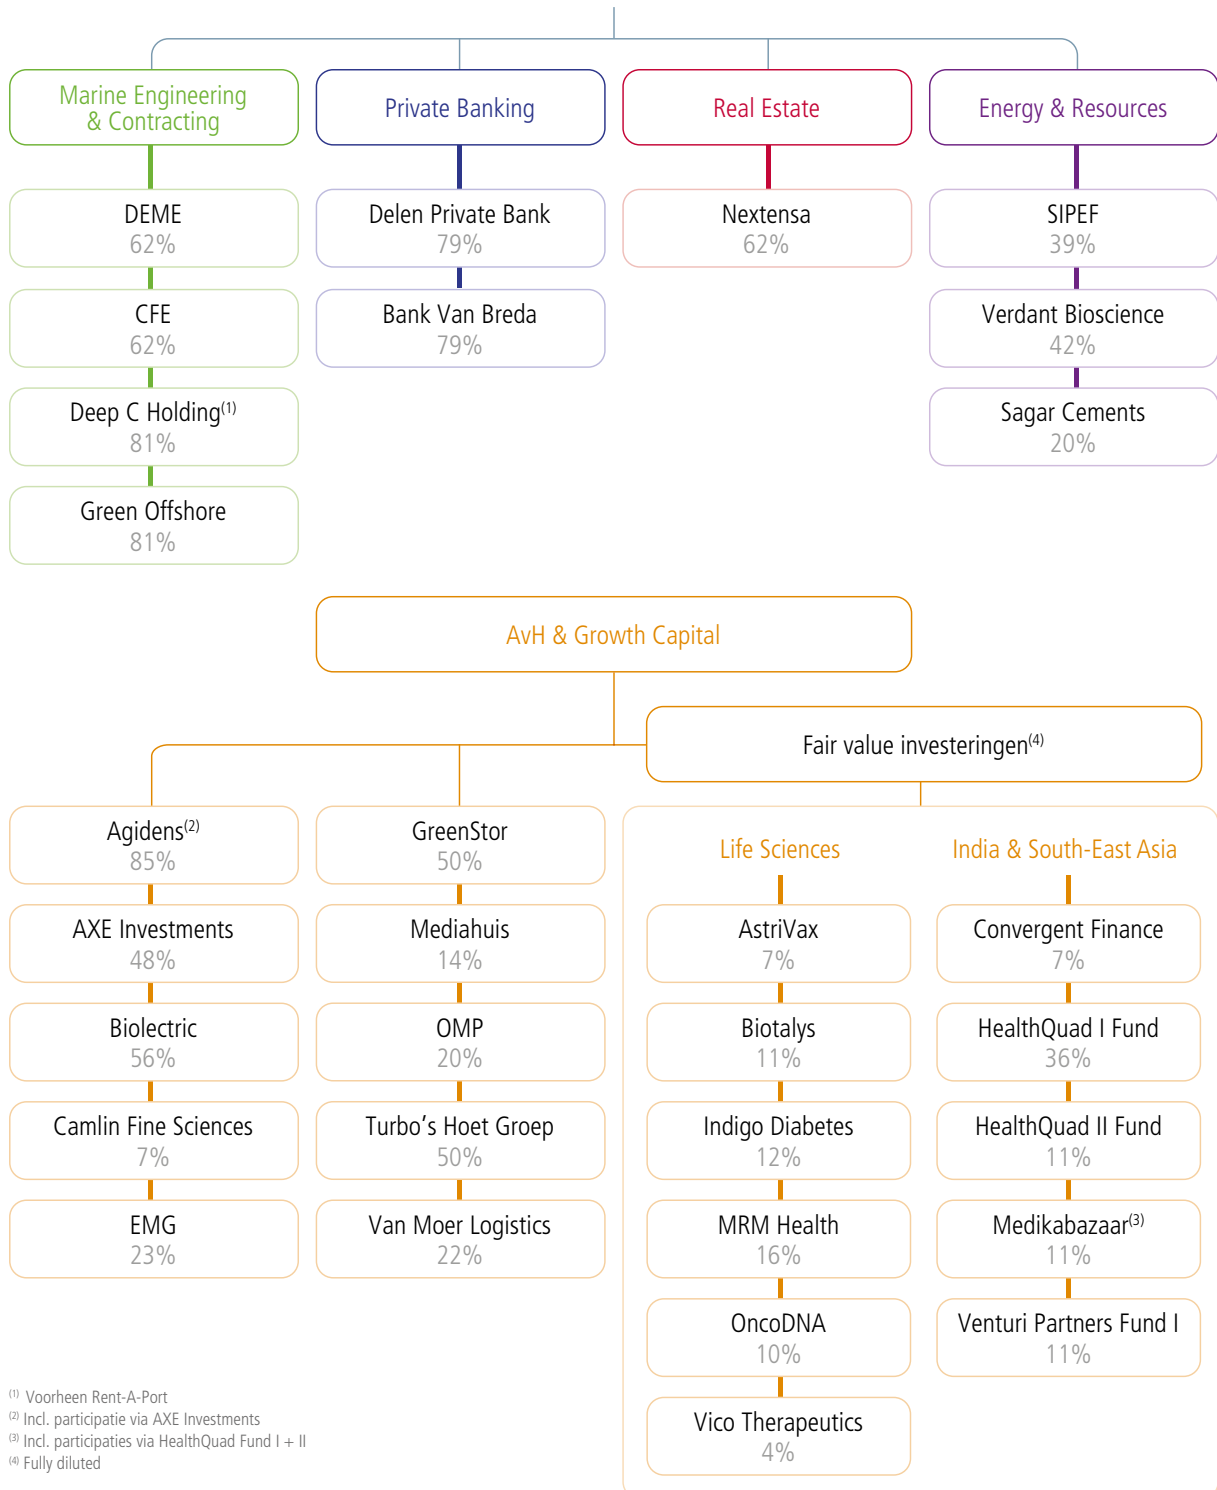 Marine Engineering
& Contracting
DEME
62%
CFE
62%
Deep C Holding(1)
81%
Green Offshore
81%
Private Banking
Delen Private Bank
79%
Bank Van Breda
79%
Real Estate
Nextensa
62%
Energy & Resources
SIPEF
39%
Verdant Bioscience
42%
Sagar Cements
20%
AvH & Growth Capital
Agidens(2)
85%
AXE Investments
48%
Biolectric
56%
Camlin Fine Sciences
7%
EMG
23%
GreenStor
50%
Mediahuis
14%
OMP
20%
Turbo’s Hoet Groep
50%
Van Moer Logistics
22%
Fair value investeringen(4)
Life Sciences
AstriVax
7%
Biotalys
11%
Indigo Diabetes
12%
MRM Health
16%
OncoDNA
10%
Vico Therapeutics
4%
India & South-East Asia
Convergent Finance
7%
HealthQuad I Fund
36%
HealthQuad II Fund
11%
Medikabazaar(3)
11%
Venturi Partners Fund I
11%
(1) Voorheen Rent-A-Port
(2) Incl. participatie via AXE Investments
(3) Incl. participaties via HealthQuad Fund I + II
(4) Fully diluted